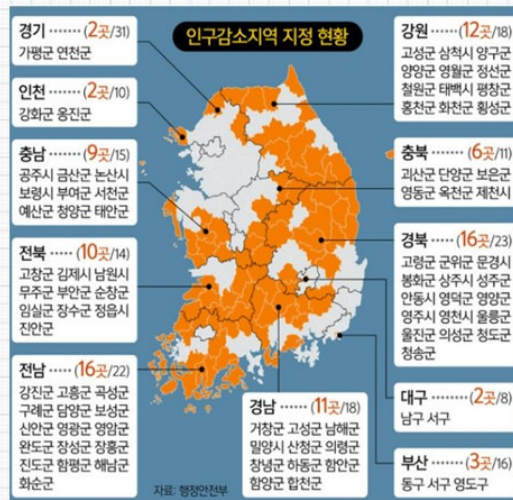 인구감소지역 지정 현황
경기 ······ (2곳/31)
가평군 연천군
인천 ······ (2곳/10)
강화군 옹진군
충남 ······ (9곳/15)
공주시 금산군 논산시
보령시 부여군 서천군
예산군 청양군 태안군
전북 ······ (10곳/14)
고창군 김제시 남원시
무주군 부안군 순창군
임실군 장수군 정읍시
진안군
전남 ······ (16곳/22)
강진군 고흥군 곡성군
구례군 담양군 보성군
신안군 영광군 영암군
완도군 장성군 장흥군
진도군 함평군 해남군
화순군
강원 ······ (12곳/18)
고성군 삼척시 양구군
양양군 영월군 정선군
철원군 태백시 평창군
홍천군 화천군 횡성군
충북 ······ (6곳/11)
괴산군 단양군 보은군
영동군 옥천군 제천시
경북 ······ (16곳/23)
고령군 군위군 문경시
봉화군 상주시 성주군
안동시 영덕군 영양군
영주시 영천시 울릉군
울진군 의성군 청도군
청송군
대구 ······ (2곳/8)
남구 서구
부산 ······ (3곳/16)
동구 서구 영도구
경남 ······ (11곳/18)
거창군 고성군 남해군
밀양시 산청군 의령군
창녕군 하동군 함안군
함양군 합천군
자료: 행정안전부